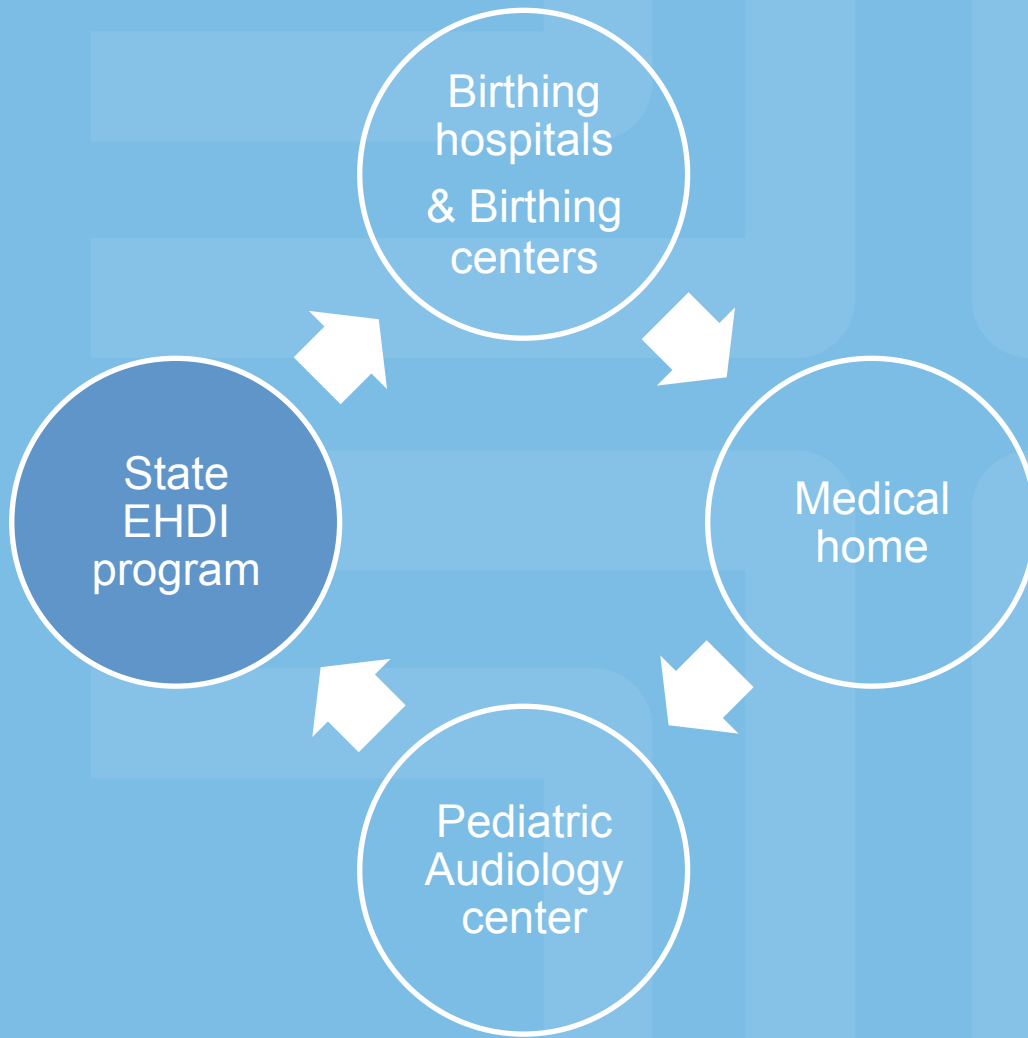 Birthing
hospitals
& Birthing
centers
State
EHDI
program
Medical
home
Pediatric
Audiology
center